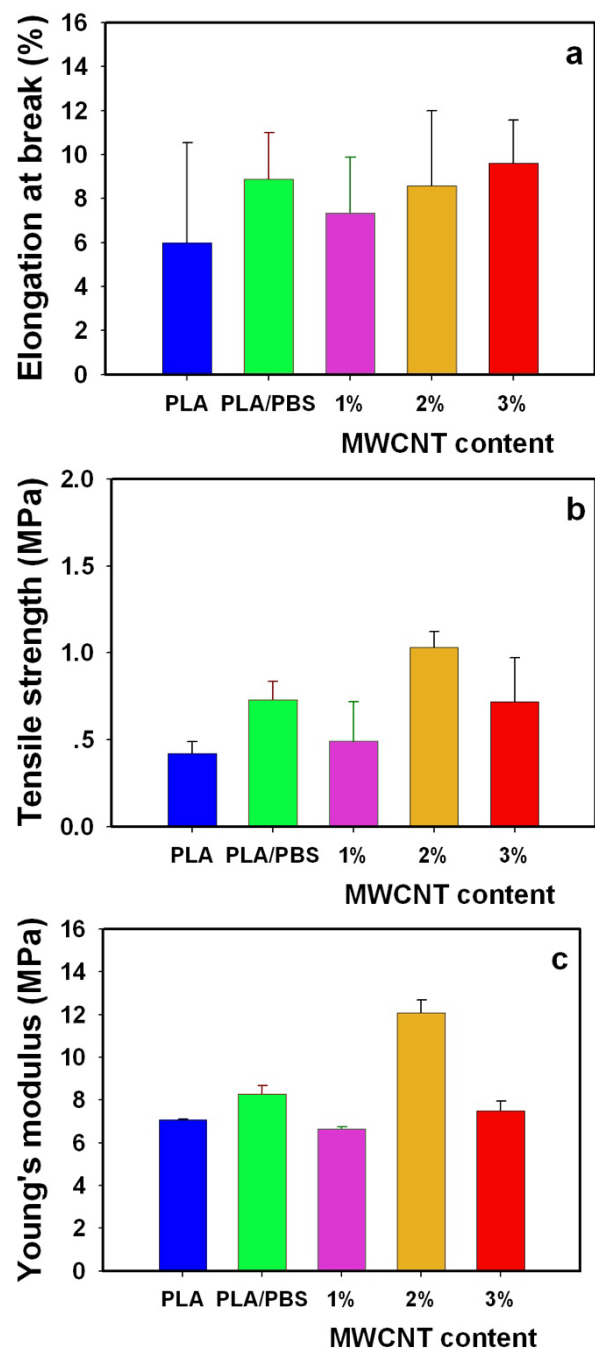 a
Elongation at break (%)
16
14
12
10
8
6
4
2
0
PLA PLA/PBS 1% 2% 3%
MWCNT content
b
Tensile strength (MPa)
2.0
1.5
1.0
.5
0.0
PLA PLA/PBS 1% 2% 3%
MWCNT content
c
Young's modulus (MPa)
16
14
12
10
8
6
4
2
0
PLA PLA/PBS 1% 2% 3%
MWCNT content